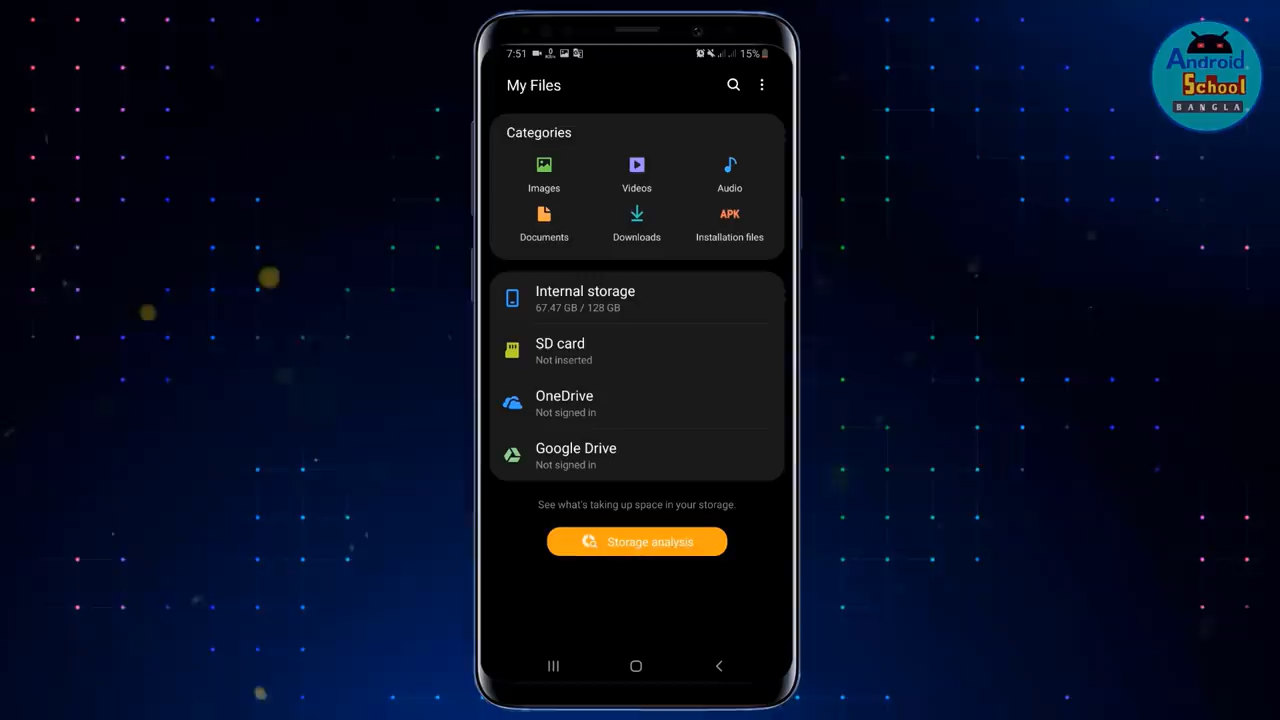 7:51
15%
My Files
Categories
Images Videos Audio
Documents Downloads APK Installation files
Internal storage
67.47 GB / 128 GB
SD card
Not inserted
OneDrive
Not signed in
Google Drive
Not signed in
See what's taking up space in your storage.
Storage analysis
Android
School
BANGLA